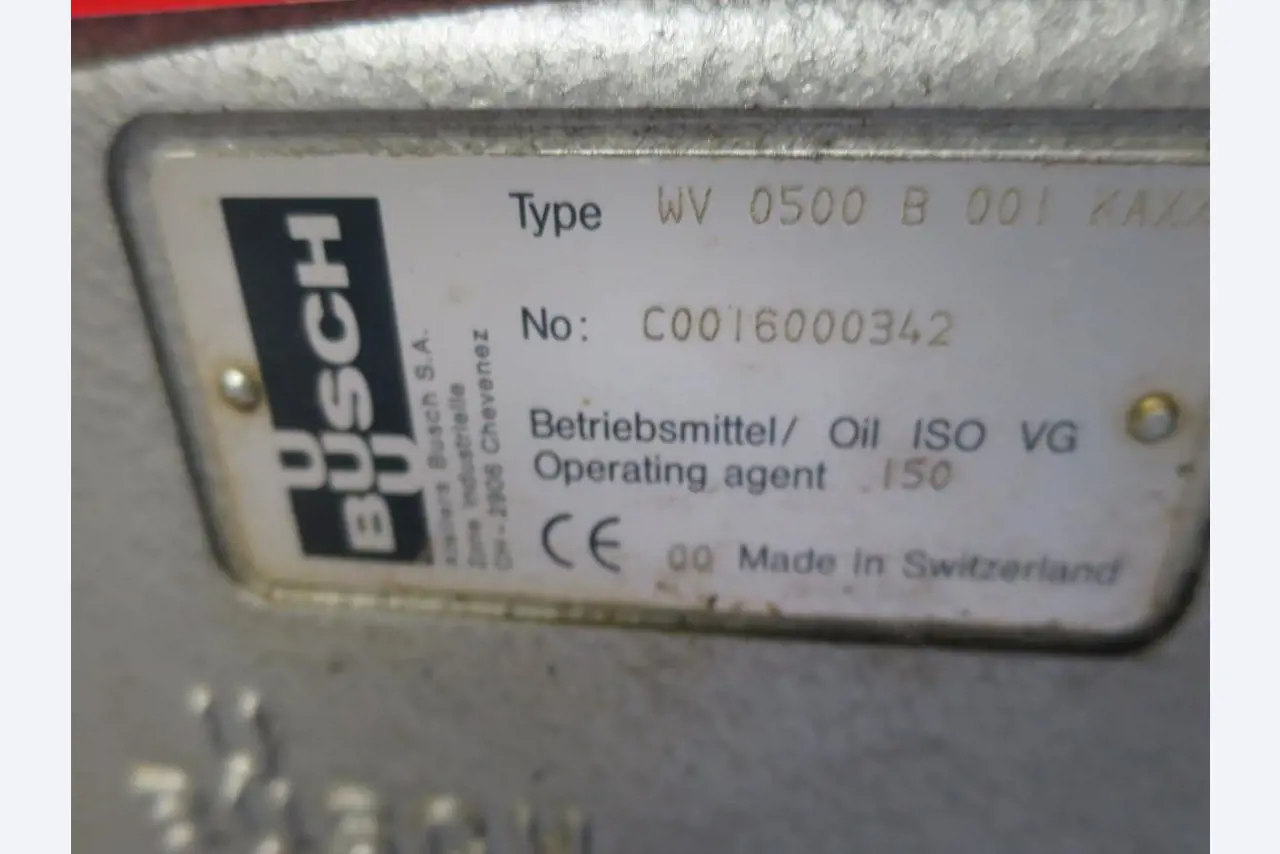 BUSCH
Ateliers Busch S.A.
Zone Industrielle
CH - 2906 Chevenez
Type WV 0500 B 001
No: C0016000342
Betriebsmittel/ Oil ISO VG
Operating agent 150
CE 00 Made in Switzerland